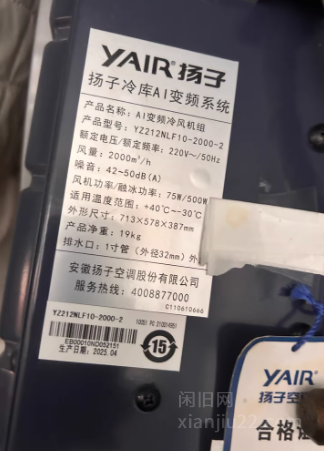 YAIR® 扬子
扬子冷库AI变频系统
产品名称: AI变频冷风机组
产品型号: YZ212NLF10-2000-2
额定电压/额定频率: 220V～/50Hz
风量: 2000m³/h
噪音: 42~50dB(A)
风机功率/融冰功率: 75W/500W
适用温度范围: +40℃~-30℃
外形尺寸: 713×578×387mm
产品净重: 19kg
排水口: 1寸管 (外径32mm) 外
安徽扬子空调股份有限公司
服务热线: 4008877000
C110610666
YZ212NLF10-2000-2
EB00010ND052151
生产日期: 2023.04
15
YAIR
扬子空
合格证
闲旧网
xianjiu22.com